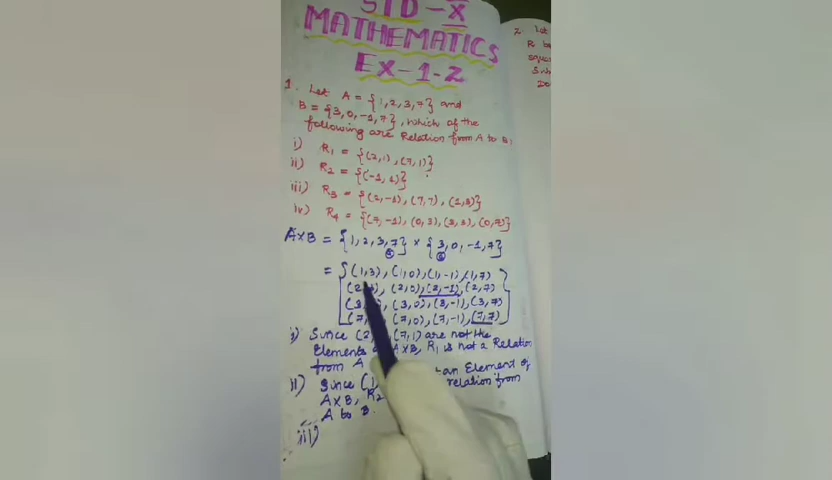 STD-X
MATHEMATICS
Ex-1-2
1. Let A = {1,2,3,7} and
B = {3,0,-1,7}, which of the
following are Relation from A to B,
i) R₁ = {(2,1), (7,1)}
ii) R₂ = {(-1,1)}
iii) R₃ = {(2,-1), (7,7), (1,3)}
iv) R₄ = {(7,-1), (0,3), (3,3), (0,7)}
A×B = {1,2,3,7} × {3,0,-1,7}
= {(1,3), (1,0), (1,-1), (1,7)
(2,0), (2,-1), (2,7)
(3,0), (3,-1), (3,7)
(7,0), (7,-1), (7,7)}
i) Since (2, (7,1) are not the
Elements A×B, R₁ is not a Relation
from A
ii) Since ( an Element of
A×B, R₂ relation from
A to B.
iii)
2. Let
R be
squar